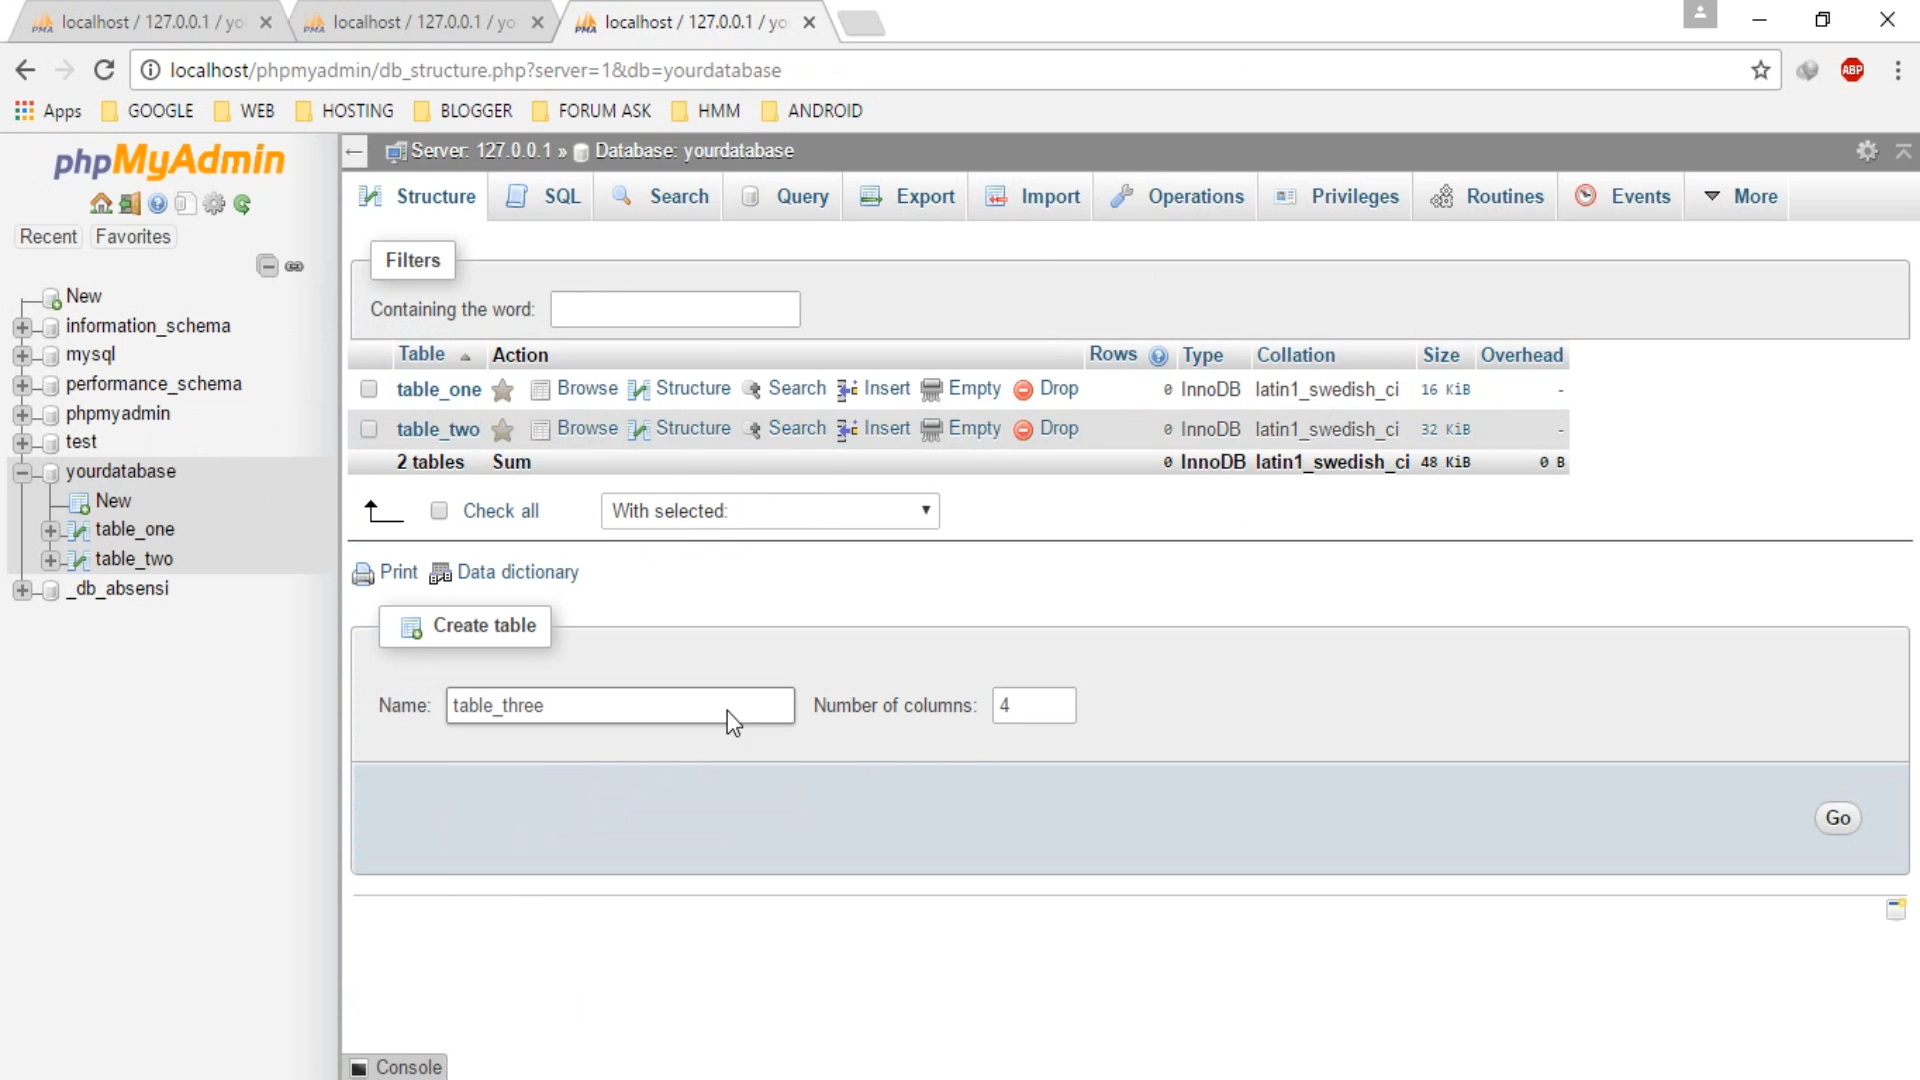 localhost / 127.0.0.1 / yo
localhost / 127.0.0.1 / yo
localhost / 127.0.0.1 / yo
localhost/phpmyadmin/db_structure.php?server=1&db=yourdatabase
ABP
Apps GOOGLE WEB HOSTING BLOGGER FORUM ASK HMM ANDROID
phpMyAdmin
Recent Favorites
New
information_schema
mysql
performance_schema
phpmyadmin
test
yourdatabase
New
table_one
table_two
_db_absensi
Server: 127.0.0.1 » Database: yourdatabase
Structure SQL Search Query Export Import Operations Privileges Routines Events More
Filters
Containing the word:
Table Action Rows Type Collation Size Overhead
table_one Browse Structure Search Insert Empty Drop 0 InnoDB latin1_swedish_ci 16 KiB -
table_two Browse Structure Search Insert Empty Drop 0 InnoDB latin1_swedish_ci 32 KiB -
2 tables Sum 0 InnoDB latin1_swedish_ci 48 KiB 0 B
Check all With selected:
Print Data dictionary
Create table
Name: table_three Number of columns: 4
Go
Console